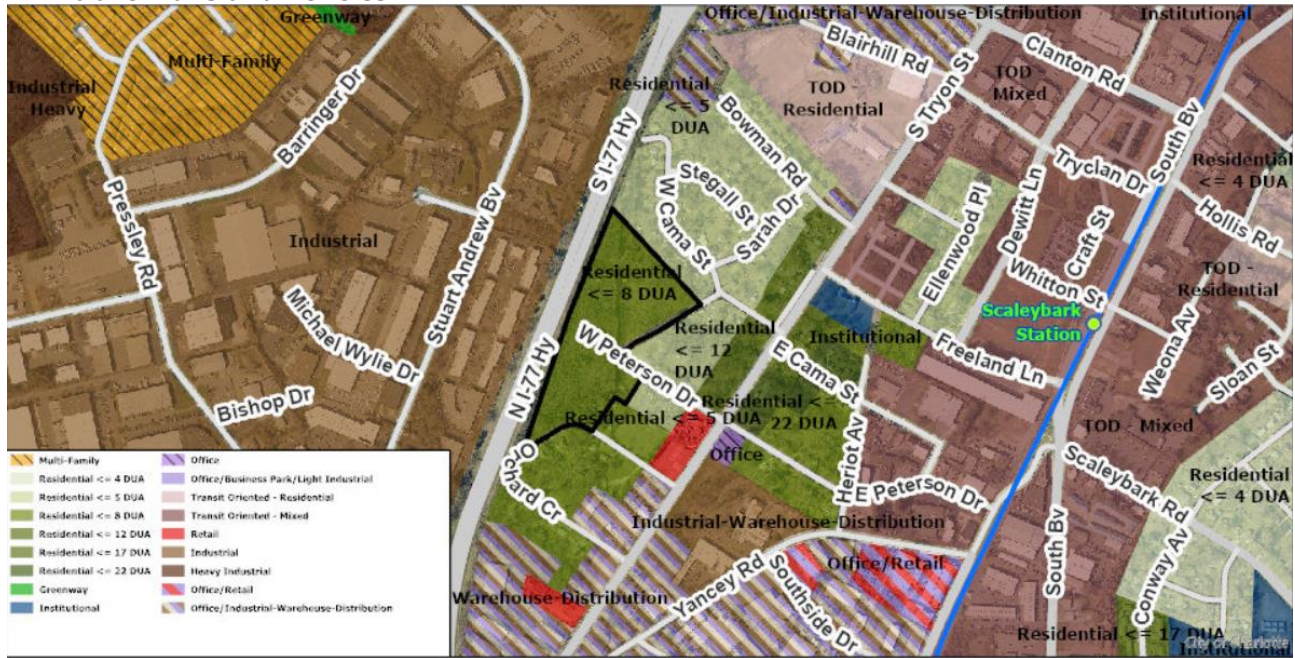 Greenway
Multi-Family
Industrial
- Heavy
Barringer Dr
Pressley Rd
Industrial
Stuart Andrew Bv
Michael Wylie Dr
Bishop Dr
S I-77 Hy
N I-77 Hy
Office/Industrial-Warehouse-Distribution
Institutional
Blairhill Rd
Clanton Rd
TOD -
Residential
TOD
Mixed
S Tryon St
South Bv
Residential
<= 5
DUA
Bowman Rd
Stegall St
Sarah Dr
W Cama St
Tryclan Dr
Residential
<= 4 DUA
Hollis Rd
Ellenwood Pl
Dewitt Ln
Craft St
Whitton St
TOD -
Residential
Residential
<= 8 DUA
Scaleybark
Station
Weona Av
Sloan St
Residential
<= 12
DUA
Institutional
Freeland Ln
E Cama St
W Peterson Dr
Residential <= 5 DUA
Residential <=
22 DUA
Office
Heriot Av
E Peterson Dr
TOD - Mixed
Scaleybark Rd
Residential
<= 4 DUA
Orchard Cr
Industrial-Warehouse-Distribution
South Bv
Conway Av
Office/Retail
Warehouse-Distribution
Yancey Rd
Southside Dr
Residential <= 17 DUA
Institutional
City of Charlotte
Multi-Family
Residential <= 4 DUA
Residential <= 5 DUA
Residential <= 8 DUA
Residential <= 12 DUA
Residential <= 17 DUA
Residential <= 22 DUA
Greenway
Institutional
Office
Office/Business Park/Light Industrial
Transit Oriented - Residential
Transit Oriented - Mixed
Retail
Industrial
Heavy Industrial
Office/Retail
Office/Industrial-Warehouse-Distribution